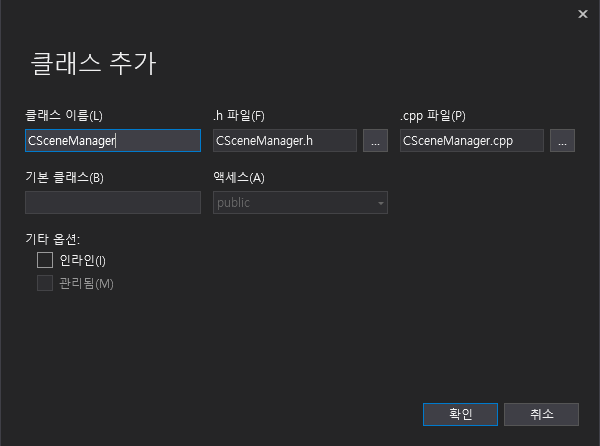 클래스 추가
클래스 이름(L) .h 파일(F) .cpp 파일(P)
CSceneManager CSceneManager.h ... CSceneManager.cpp ...
기본 클래스(B) 액세스(A)
public
기타 옵션:
인라인(I)
관리됨(M)
확인 취소